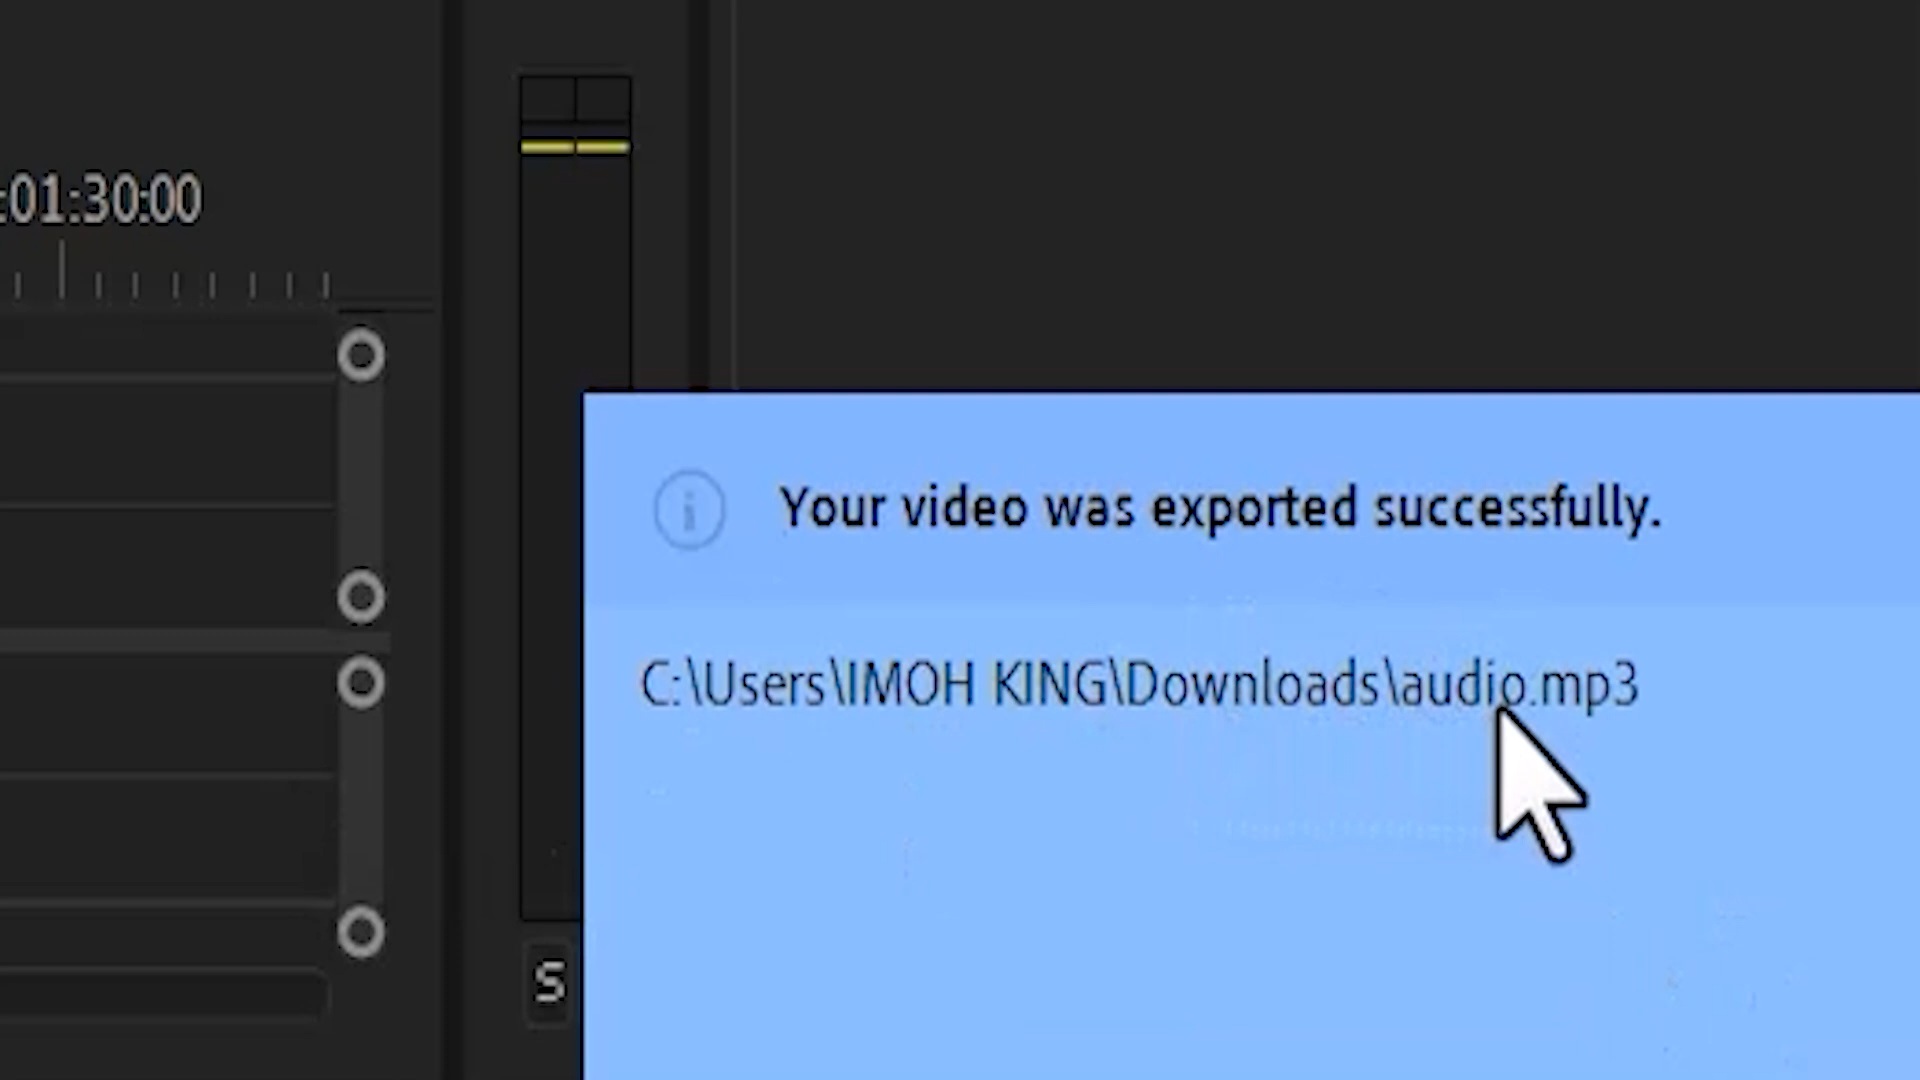 :01:30:00
Your video was exported successfully.
C:\Users\IMOH KING\Downloads\audio.mp3
S